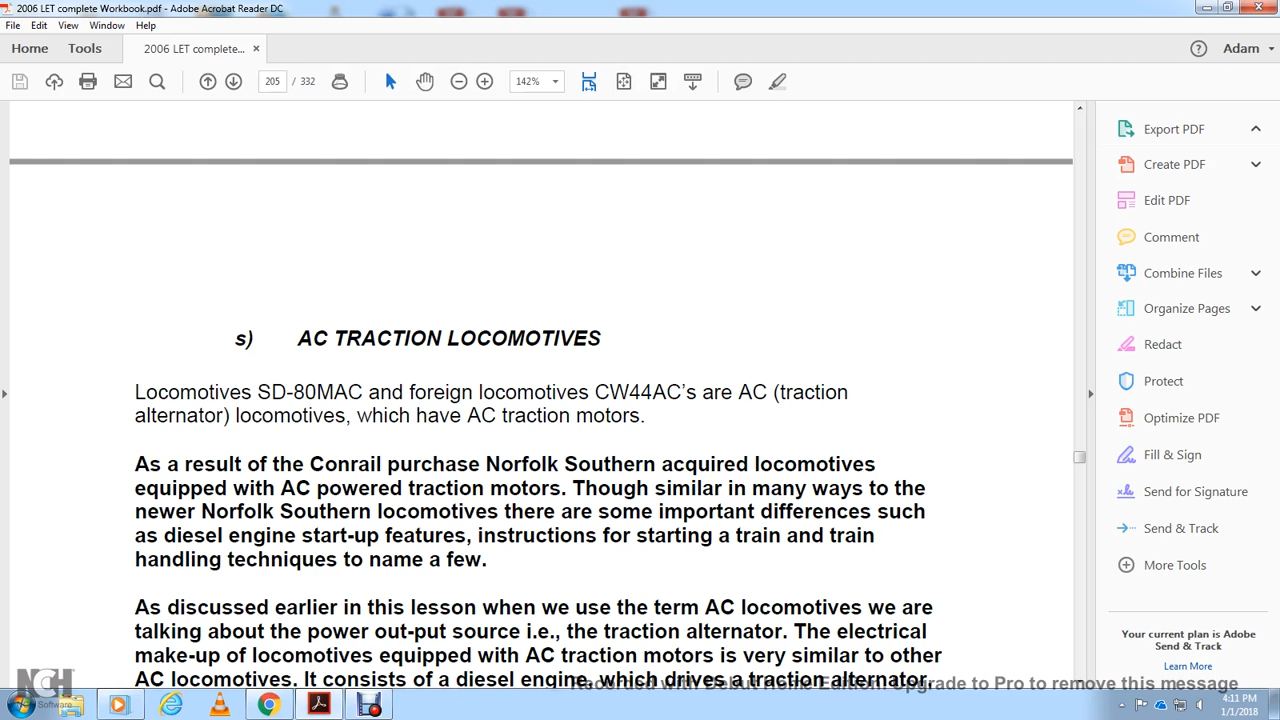 2006 LET complete Workbook.pdf - Adobe Acrobat Reader DC
File Edit View Window Help
Home Tools 2006 LET complete... × Adam
205 / 332 142%
Export PDF
Create PDF
Edit PDF
Comment
Combine Files
Organize Pages
Redact
Protect
Optimize PDF
Fill & Sign
Send for Signature
Send & Track
More Tools
Your current plan is Adobe
Send & Track
Learn More
s) AC TRACTION LOCOMOTIVES
Locomotives SD-80MAC and foreign locomotives CW44AC's are AC (traction
alternator) locomotives, which have AC traction motors.
As a result of the Conrail purchase Norfolk Southern acquired locomotives
equipped with AC powered traction motors. Though similar in many ways to the
newer Norfolk Southern locomotives there are some important differences such
as diesel engine start-up features, instructions for starting a train and train
handling techniques to name a few.
As discussed earlier in this lesson when we use the term AC locomotives we are
talking about the power out-put source i.e., the traction alternator. The electrical
make-up of locomotives equipped with AC traction motors is very similar to other
AC locomotives. It consists of a diesel engine, which drives a traction alternator,
NCH
Software
Upgrade to Pro to remove this message
4:11 PM
1/1/2018